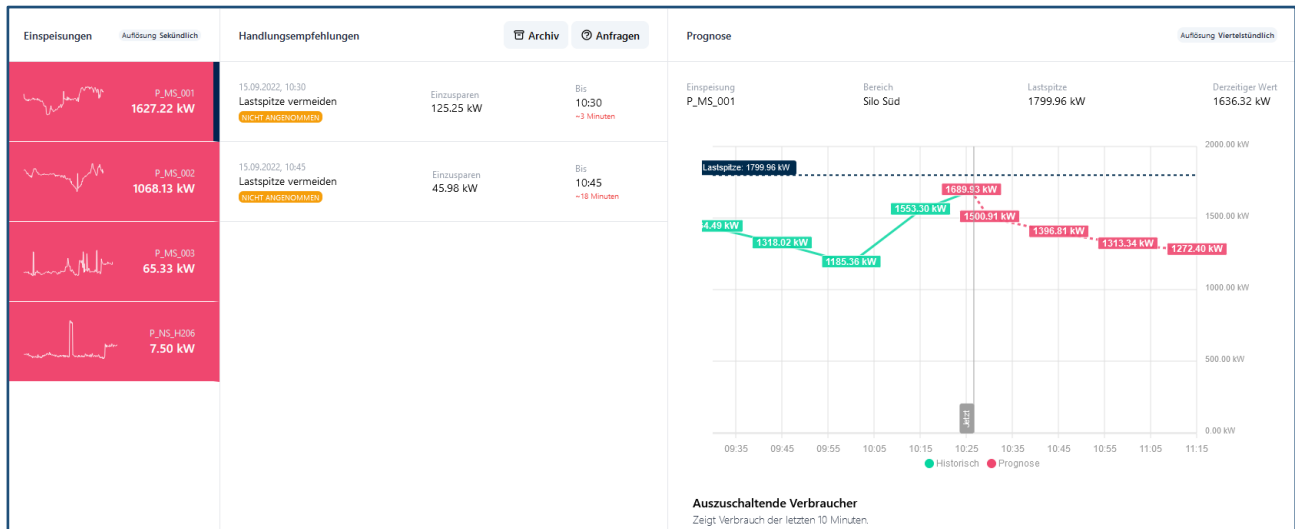 Einspeisungen
Auflösung Sekündlich
P_MS_001
1627.22 kW
P_MS_002
1068.13 kW
P_MS_003
65.33 kW
P_NS_H206
7.50 kW
Handlungsempfehlungen
Archiv
Anfragen
15.09.2022, 10:30
Lastspitze vermeiden
NICHT ANGENOMMEN
Einzusparen
125.25 kW
Bis
10:30
~3 Minuten
15.09.2022, 10:45
Lastspitze vermeiden
NICHT ANGENOMMEN
Einzusparen
45.98 kW
Bis
10:45
~18 Minuten
Prognose
Auflösung Viertelstündlich
Einspeisung
P_MS_001
Bereich
Silo Süd
Lastspitze
1799.96 kW
Derzeitiger Wert
1636.32 kW
2000.00 kW
Lastspitze: 1799.96 kW
1689.93 kW
1553.30 kW
1500.91 kW
1500.00 kW
4.49 kW
1396.81 kW
1318.02 kW
1313.34 kW
1272.40 kW
1185.36 kW
1000.00 kW
500.00 kW
Jetzt
0.00 kW
09:35 09:45 09:55 10:05 10:15 10:25 10:35 10:45 10:55 11:05 11:15
Historisch Prognose
Auszuschaltende Verbraucher
Zeigt Verbrauch der letzten 10 Minuten.